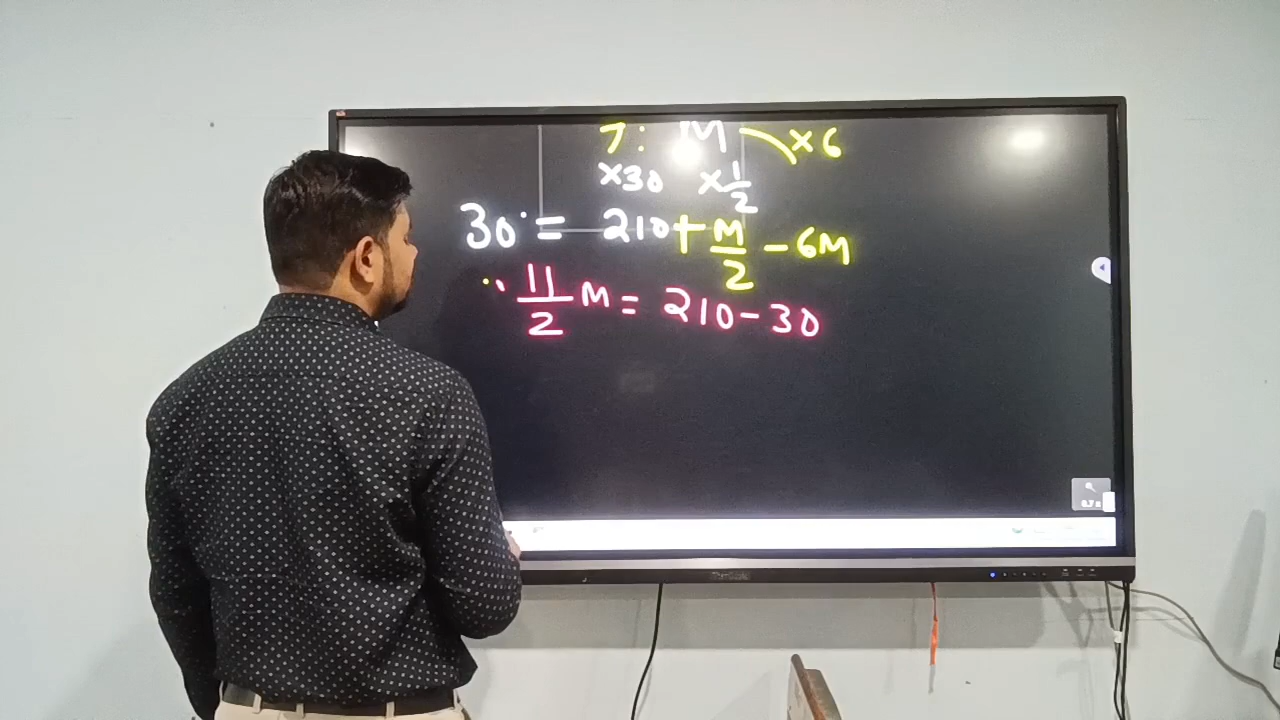 7: M ×6
×30 ×1/2
30° = 210 + M/2 - 6M
11/2 M = 210 - 30